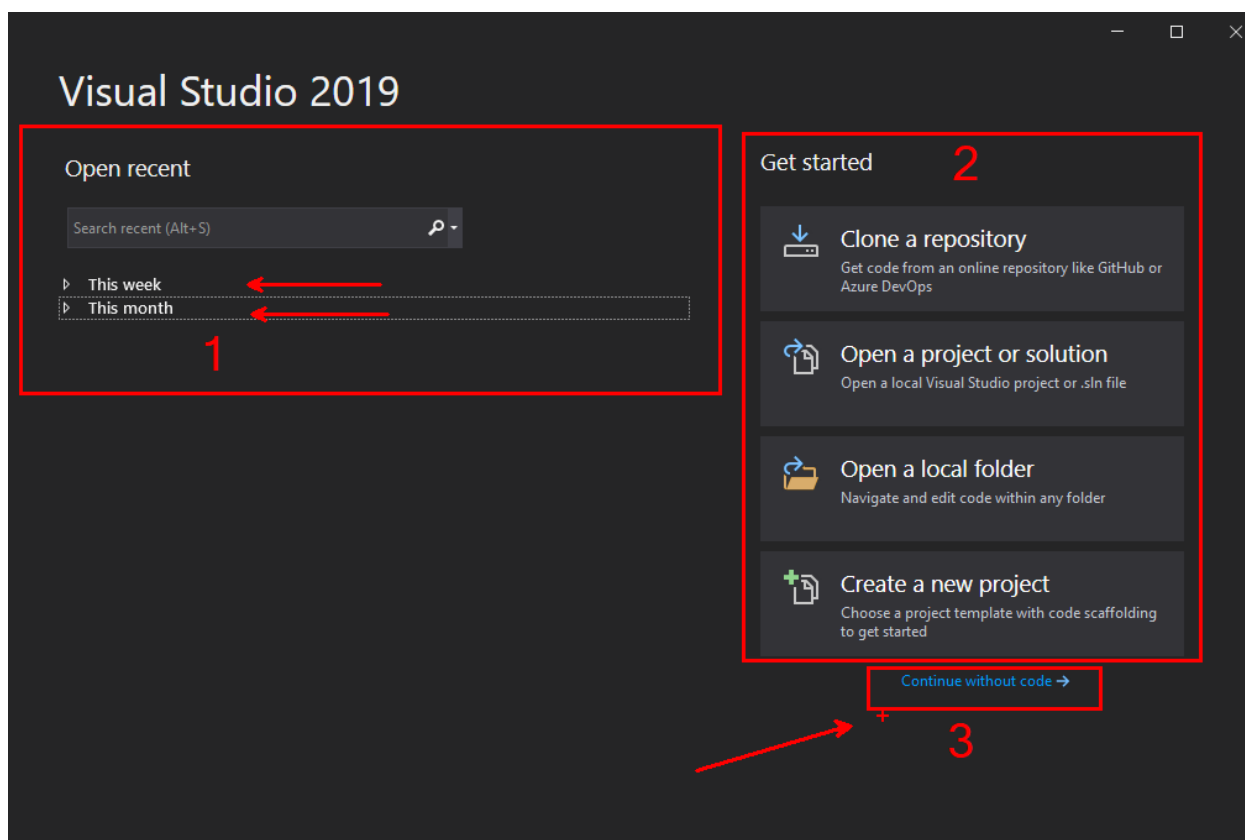 Visual Studio 2019
Open recent
Search recent (Alt+S)
This week
This month
1
Get started
2
Clone a repository
Get code from an online repository like GitHub or
Azure DevOps
Open a project or solution
Open a local Visual Studio project or .sln file
Open a local folder
Navigate and edit code within any folder
Create a new project
Choose a project template with code scaffolding
to get started
Continue without code →
3